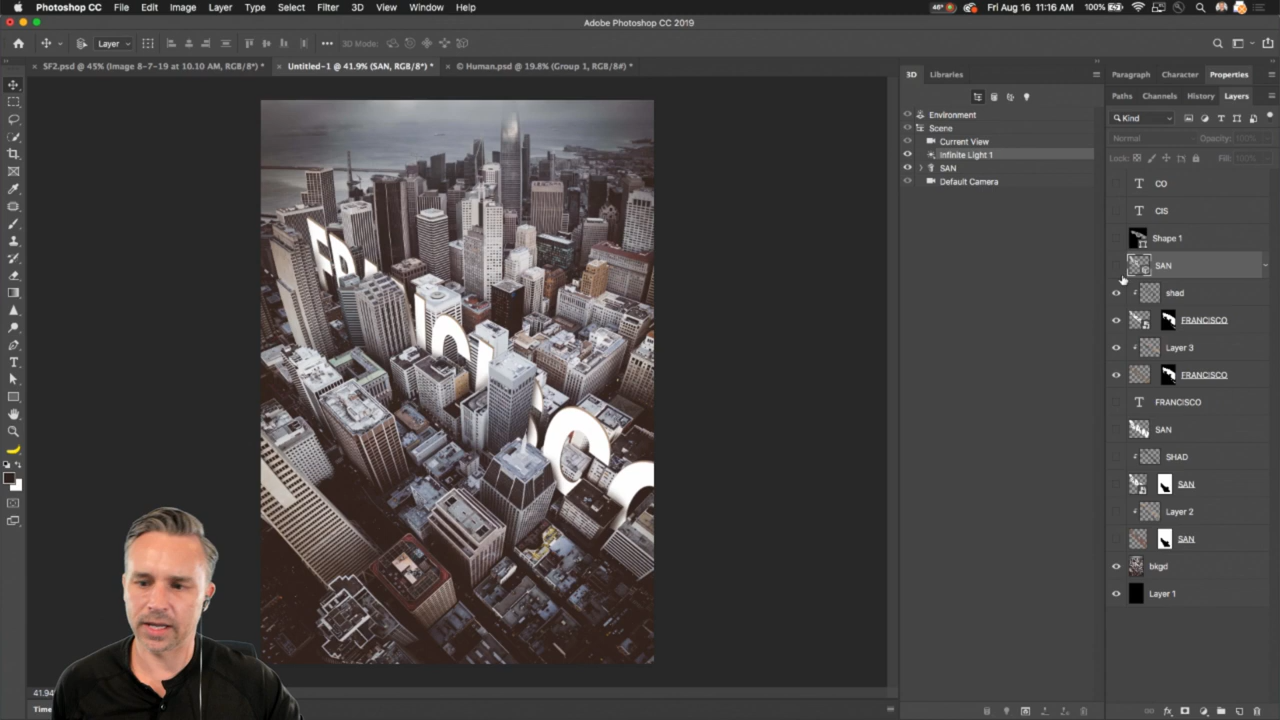 Photoshop CC File Edit Image Layer Type Select Filter 3D View Window Help
46° Fri Aug 16 11:16 AM 100%
Adobe Photoshop CC 2019
Layer 3D Mode:
SF2.psd @ 45% (Image 8-7-19 at 10.10 AM, RGB/8*) *
Untitled-1 @ 41.9% (SAN, RGB/8*) *
© Human.psd @ 19.8% (Group 1, RGB/8#) *
3D Libraries
Environment
Scene
Current View
Infinite Light 1
SAN
Default Camera
Paragraph Character Properties
Paths Channels History Layers
Kind
Normal Opacity: 100%
Lock: Fill: 100%
T CO
T CIS
Shape 1
SAN
shad
FRANCISCO
Layer 3
FRANCISCO
T FRANCISCO
SAN
SHAD
SAN
Layer 2
SAN
bkgd
Layer 1
41.94
Time